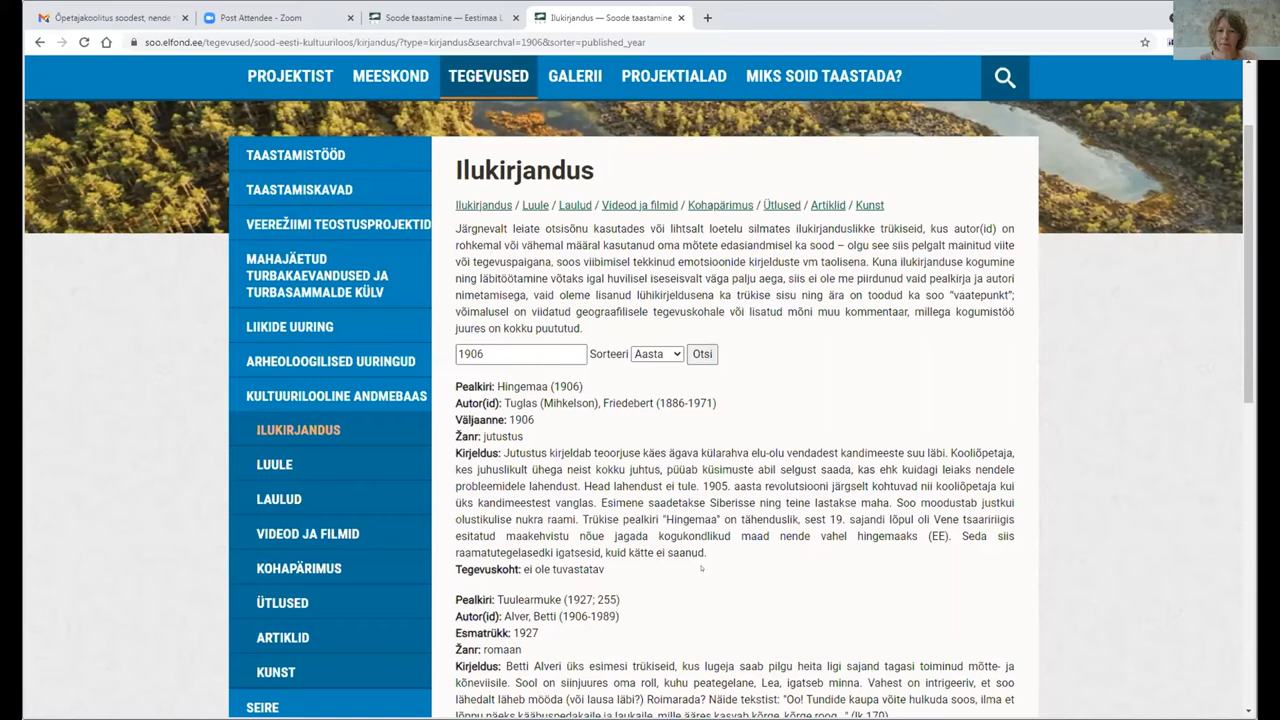 Õpetajakoolitus soodest, nende
Post Attendee - Zoom
Soode taastamine — Eestimaa l
Ilukirjandus — Soode taastamine
soo.elfond.ee/tegevused/sood-eesti-kultuuriloos/kirjandus/?type=kirjandus&searchval=1906&sorter=published_year
PROJEKTIST MEESKOND TEGEVUSED GALERII PROJEKTIALAD MIKS SOID TAASTADA?
TAASTAMISTÖÖD
TAASTAMISKAVAD
VEEREŽIIMI TEOSTUSPROJEKTID
MAHAJÄETUD
TURBAKAEVANDUSED JA
TURBASAMMALDE KÜLV
LIIKIDE UURING
ARHEOLOOGILISED UURINGUD
KULTUURILOOLINE ANDMEBAAS
ILUKIRJANDUS
LUULE
LAULUD
VIDEOD JA FILMID
KOHAPÄRIMUS
ÜTLUSED
ARTIKLID
KUNST
SEIRE
Ilukirjandus
Ilukirjandus / Luule / Laulud / Videod ja filmid / Kohapärimus / Ütlused / Artiklid / Kunst
Järgnevalt leiate otsisõnu kasutades või lihtsalt loetelu silmates ilukirjanduslikke trükiseid, kus autor(id) on
rohkemal või vähemal määral kasutanud oma mõtete edasiandmisel ka sood – olgu see siis pelgalt mainitud viite
või tegevuspaigana, soos viibimisel tekkinud emotsioonide kirjelduste vm taolisena. Kuna ilukirjanduse kogumine
ning läbitöötamine võtaks igal huvilisel iseseisvalt väga palju aega, siis ei ole me piirdunud vaid pealkirja ja autori
nimetamisega, vaid oleme lisanud lühikirjeldusena ka trükise sisu ning ära on toodud ka soo “vaatepunkt”;
võimalusel on viidatud geograafilisele tegevuskohale või lisatud mõni muu kommentaar, millega kogumistöö
juures on kokku puututud.
1906 Sorteeri Aasta Otsi
Pealkiri: Hingemaa (1906)
Autor(id): Tuglas (Mihkelson), Friedebert (1886-1971)
Väljaanne: 1906
Žanr: jutustus
Kirjeldus: Jutustus kirjeldab teoorjuse käes ägava külarahva elu-olu vendadest kandimeeste suu läbi. Kooliõpetaja,
kes juhuslikult ühega neist kokku juhtus, püüab küsimuste abil selgust saada, kas ehk kuidagi leiaks nendele
probleemidele lahendust. Head lahendust ei tule. 1905. aasta revolutsiooni järgselt kohtuvad nii kooliõpetaja kui
üks kandimeestest vanglas. Esimene saadetakse Siberisse ning teine lastakse maha. Soo moodustab justkui
olustikulise nukra raami. Trükise pealkiri "Hingemaa" on tähenduslik, sest 19. sajandi lõpul oli Vene tsaaririigis
esitatud maakehvistu nõue jagada kogukondlikud maad nende vahel hingemaaks (EE). Seda siis
raamatutegelasedki igatsesid, kuid kätte ei saanud.
Tegevuskoht: ei ole tuvastatav
Pealkiri: Tuulearmuke (1927; 255)
Autor(id): Alver, Betti (1906-1989)
Esmatrükk: 1927
Žanr: romaan
Kirjeldus: Betti Alveri üks esimesi trükiseid, kus lugeja saab pilgu heita ligi sajand tagasi toiminud mõtte- ja
kõneviisile. Sool on siinjuures oma roll, kuhu peategelane, Lea, igatseb minna. Vahest on intrigeeriv, et soo
lähedalt läheb mööda (või lausa läbi?) Roimarada? Näide tekstist: "Oo! Tundide kaupa võite hulkuda soos, ilma et
lõpnu näeks kääbuspedakaile ja laukaile, mille ääres kasvab kõrge, kõrge roog..." (lk 170)